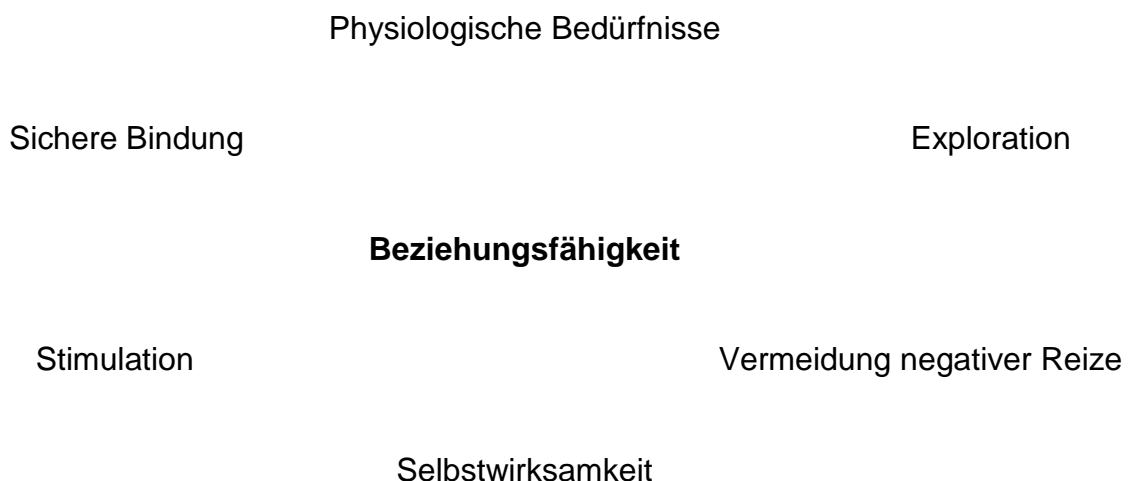 Physiologische Bedürfnisse
Sichere Bindung Exploration
Beziehungsfähigkeit
Stimulation Vermeidung negativer Reize
Selbstwirksamkeit